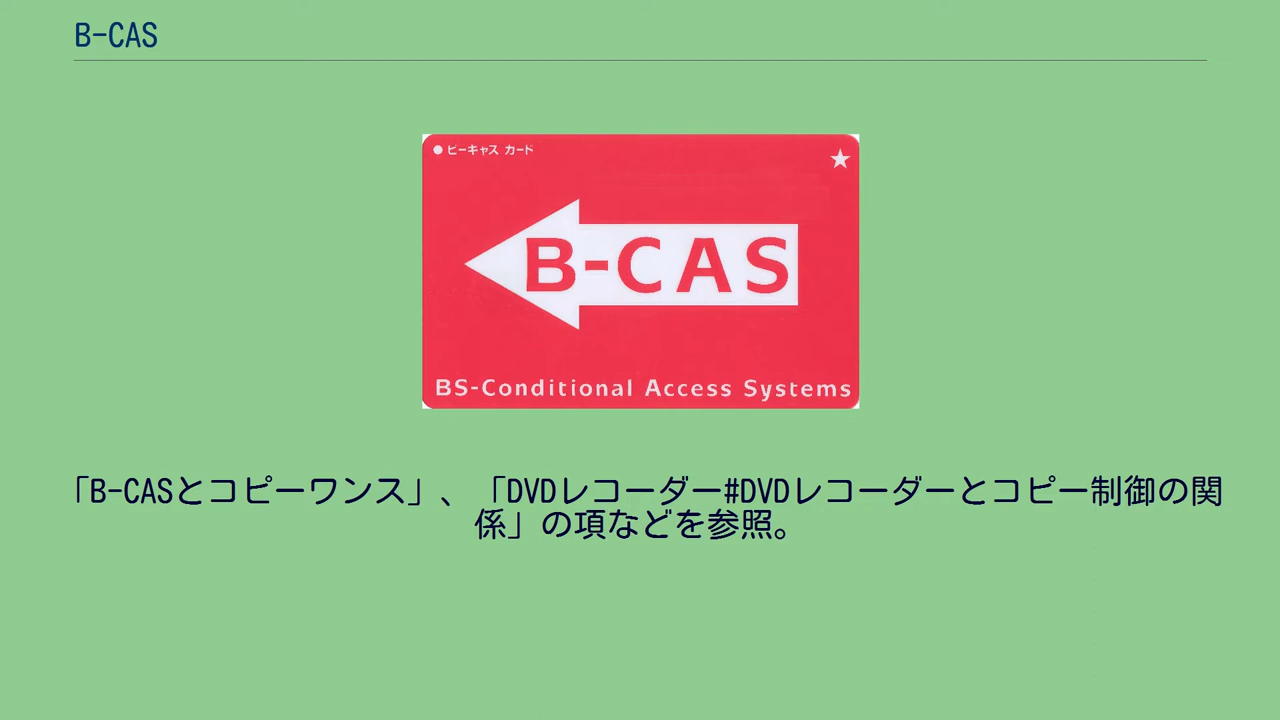 B-CAS
●ビーキャス カード
★
B-CAS
BS-Conditional Access Systems
「B-CASとコピーワンス」、「DVDレコーダー#DVDレコーダーとコピー制御の関
係」の項などを参照。